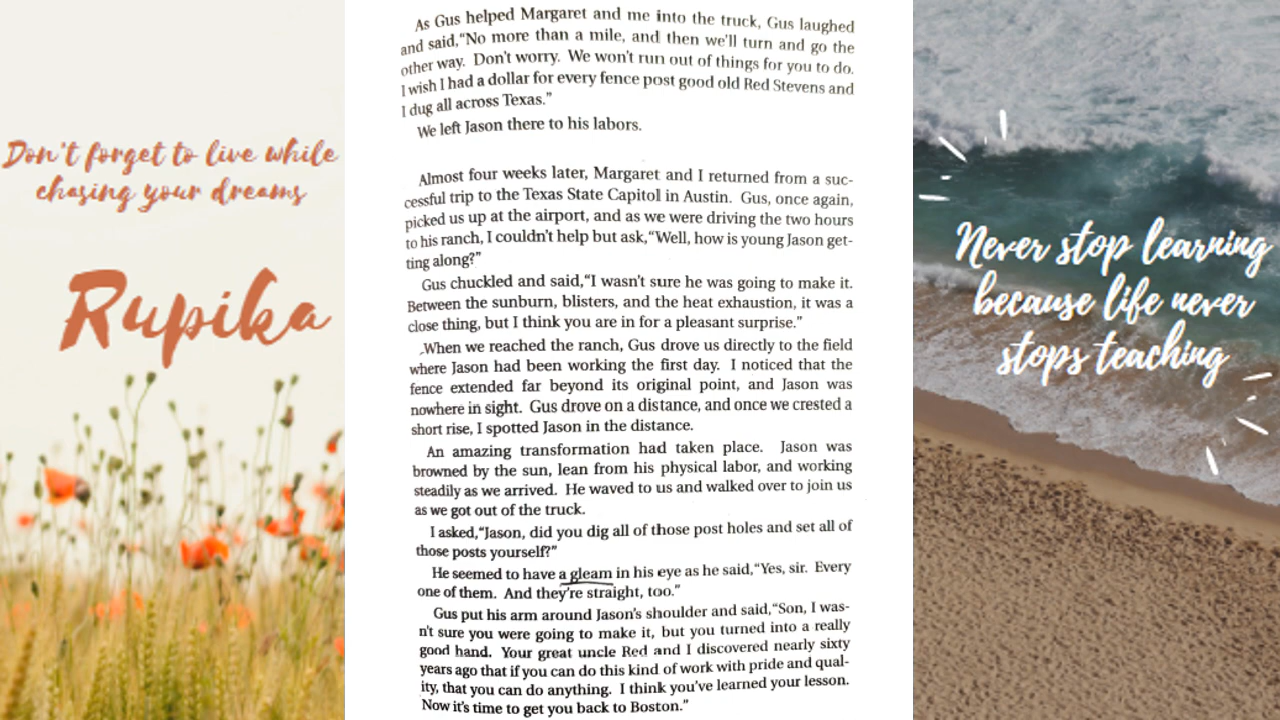 Don't forget to live while
chasing your dreams
Rupika
As Gus helped Margaret and me into the truck, Gus laughed
and said,“No more than a mile, and then we'll turn and go the
other way. Don't worry. We won't run out of things for you to do.
I wish I had a dollar for every fence post good old Red Stevens and
I dug all across Texas.”
We left Jason there to his labors.
Almost four weeks later, Margaret and I returned from a suc-
cessful trip to the Texas State Capitol in Austin. Gus, once again,
picked us up at the airport, and as we were driving the two hours
to his ranch, I couldn't help but ask,“Well, how is young Jason get-
ting along?”
Gus chuckled and said,“I wasn't sure he was going to make it.
Between the sunburn, blisters, and the heat exhaustion, it was a
close thing, but I think you are in for a pleasant surprise.”
When we reached the ranch, Gus drove us directly to the field
where Jason had been working the first day. I noticed that the
fence extended far beyond its original point, and Jason was
nowhere in sight. Gus drove on a distance, and once we crested a
short rise, I spotted Jason in the distance.
An amazing transformation had taken place. Jason was
browned by the sun, lean from his physical labor, and working
steadily as we arrived. He waved to us and walked over to join us
as we got out of the truck.
I asked,“Jason, did you dig all of those post holes and set all of
those posts yourself?”
He seemed to have a gleam in his eye as he said,“Yes, sir. Every
one of them. And they're straight, too.”
Gus put his arm around Jason's shoulder and said,“Son, I was-
n't sure you were going to make it, but you turned into a really
good hand. Your great uncle Red and I discovered nearly sixty
years ago that if you can do this kind of work with pride and qual-
ity, that you can do anything. I think you've learned your lesson.
Now it's time to get you back to Boston.”
Never stop learning
because life never
stops teaching